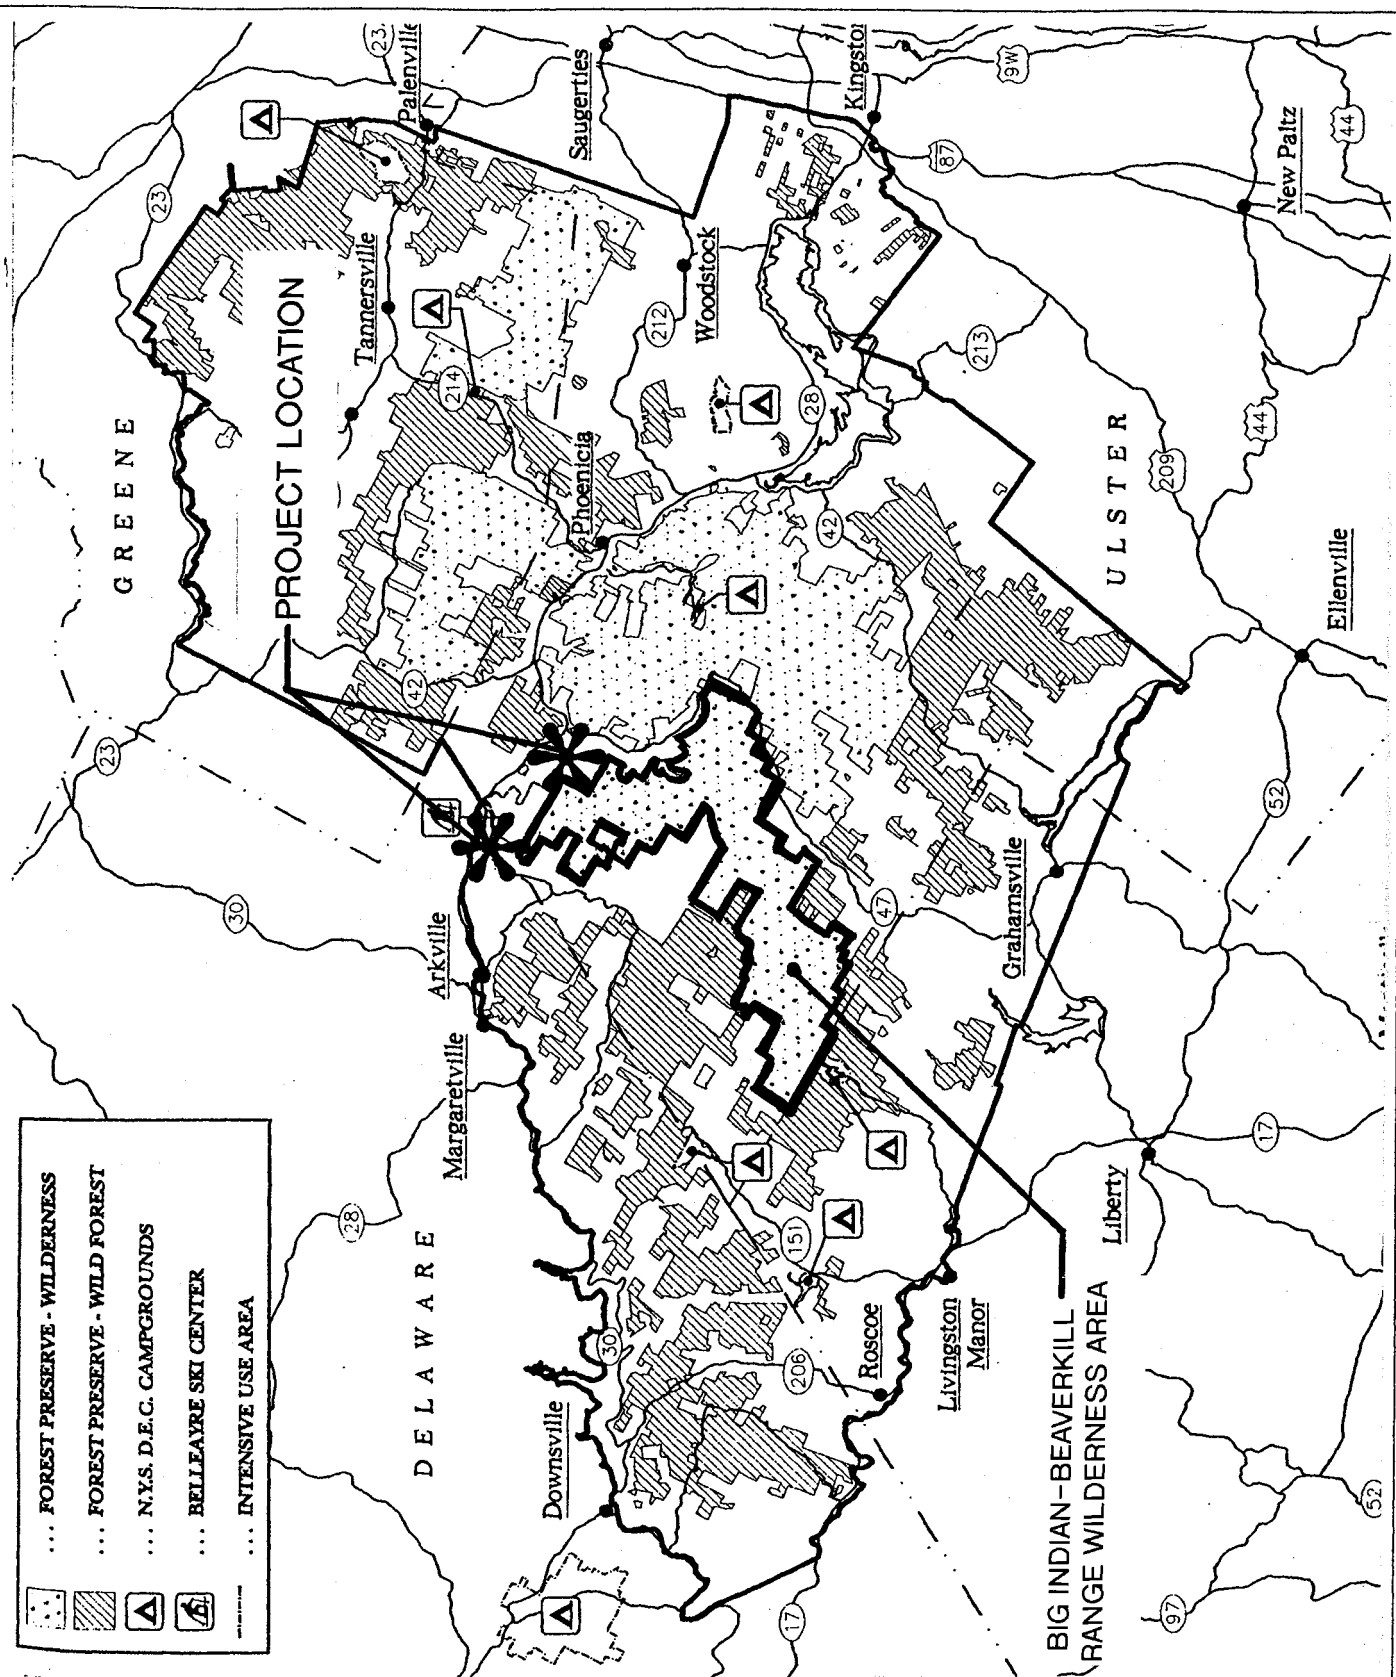 ... FOREST PRESERVE - WILDERNESS
... FOREST PRESERVE - WILD FOREST
... N.Y.S. D.E.C. CAMPGROUNDS
... BELLEAYRE SKI CENTER
... INTENSIVE USE AREA
GREENE
PROJECT LOCATION
DELAWARE
ULSTER
BIG INDIAN-BEAVERKILL
RANGE WILDERNESS AREA
Palenville
Saugerties
Kingston
New Paltz
Tannersville
Woodstock
Phoenicia
Ellenville
Arkville
Margaretville
Grahamsville
Liberty
Downsville
Roscoe
Livingston
Manor
23
23
23
30
28
42
214
212
28
42
213
9W
87
44
44
209
52
47
30
206
151
17
17
52
97